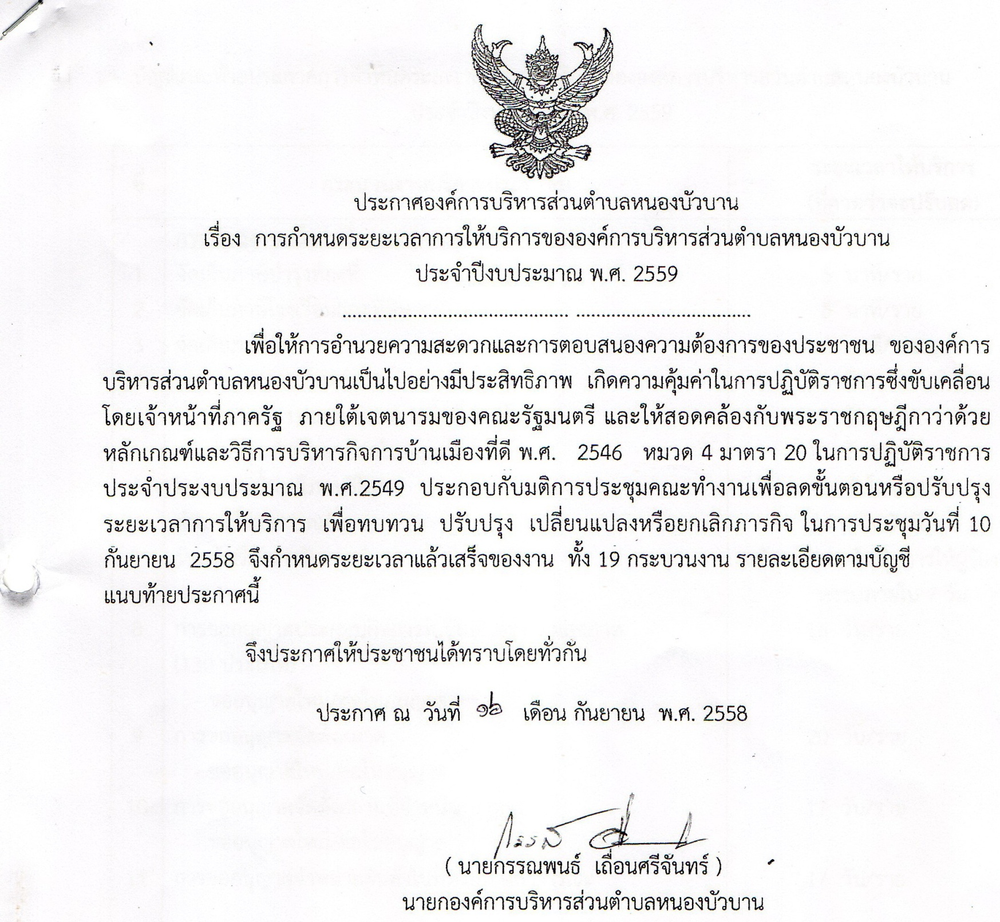 ประกาศองค์การบริหารส่วนตำบลหนองบัวบาน
เรื่อง การกำหนดระยะเวลาการให้บริการขององค์การบริหารส่วนตำบลหนองบัวบาน
ประจำปีงบประมาณ พ.ศ. 2559
............................................ ..................................
เพื่อให้การอำนวยความสะดวกและการตอบสนองความต้องการของประชาชน ขององค์การ
บริหารส่วนตำบลหนองบัวบานเป็นไปอย่างมีประสิทธิภาพ เกิดความคุ้มค่าในการปฏิบัติราชการซึ่งขับเคลื่อน
โดยเจ้าหน้าที่ภาครัฐ ภายใต้เจตนารมของคณะรัฐมนตรี และให้สอดคล้องกับพระราชกฤษฎีกาว่าด้วย
หลักเกณฑ์และวิธีการบริหารกิจการบ้านเมืองที่ดี พ.ศ. 2546 หมวด 4 มาตรา 20 ในการปฏิบัติราชการ
ประจำประงบประมาณ พ.ศ.2549 ประกอบกับมติการประชุมคณะทำงานเพื่อลดขั้นตอนหรือปรับปรุง
ระยะเวลาการให้บริการ เพื่อทบทวน ปรับปรุง เปลี่ยนแปลงหรือยกเลิกภารกิจ ในการประชุมวันที่ 10
กันยายน 2558 จึงกำหนดระยะเวลาแล้วเสร็จของงาน ทั้ง 19 กระบวนงาน รายละเอียดตามบัญชี
แนบท้ายประกาศนี้
จึงประกาศให้ประชาชนได้ทราบโดยทั่วกัน
ประกาศ ณ วันที่ ๑๖ เดือน กันยายน พ.ศ. 2558
( นายกรรณพนธ์ เถื่อนศรีจันทร์ )
นายกองค์การบริหารส่วนตำบลหนองบัวบาน